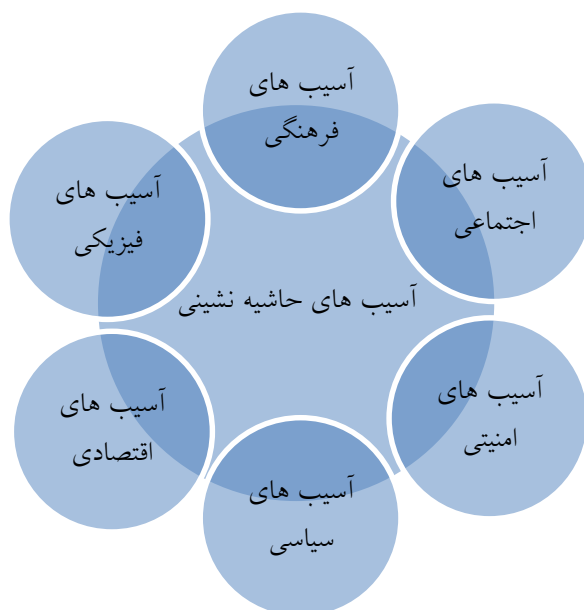 آسیب های
فرهنگی
آسیب های
اجتماعی
آسیب های
فیزیکی
آسیب های حاشیه نشینی
آسیب های
امنیتی
آسیب های
اقتصادی
آسیب های
سیاسی